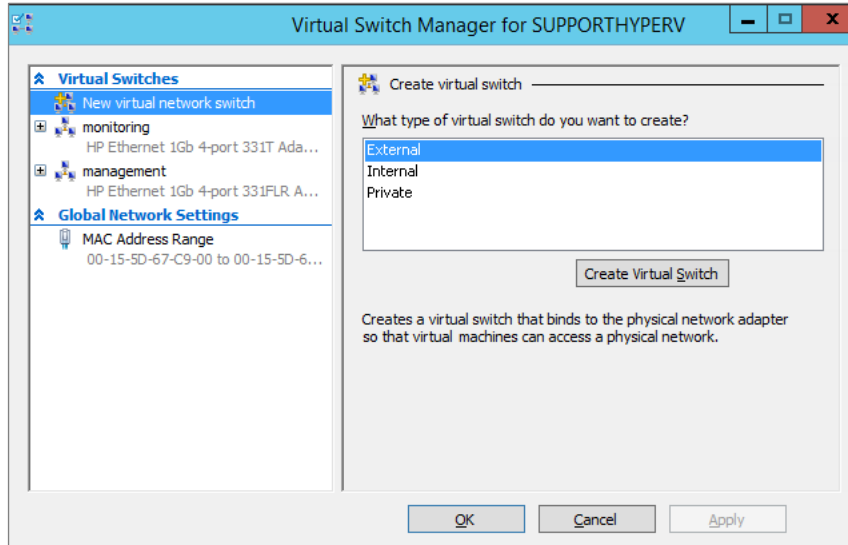 Virtual Switch Manager for SUPPORTHYPERV
x
Virtual Switches
New virtual network switch
monitoring
HP Ethernet 1Gb 4-port 331T Ada...
management
HP Ethernet 1Gb 4-port 331FLR A...
Global Network Settings
MAC Address Range
00-15-5D-67-C9-00 to 00-15-5D-6...
Create virtual switch
What type of virtual switch do you want to create?
External
Internal
Private
Create Virtual Switch
Creates a virtual switch that binds to the physical network adapter
so that virtual machines can access a physical network.
OK
Cancel
Apply